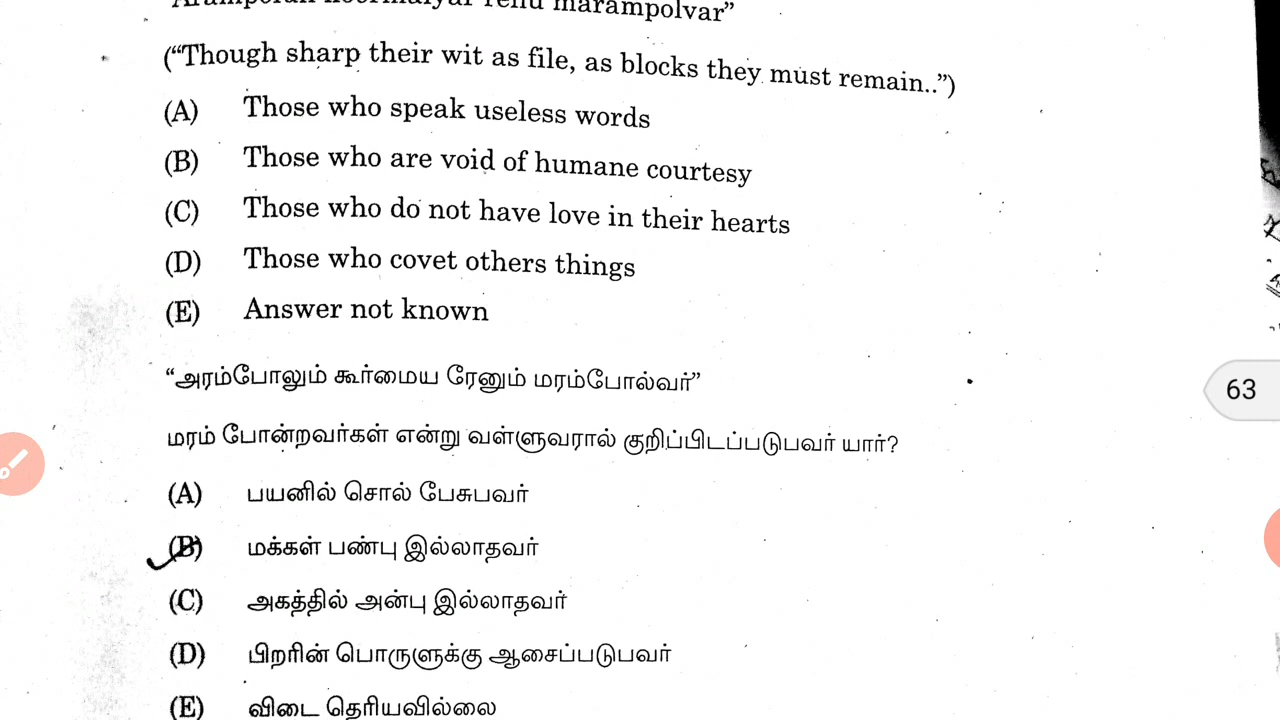 marampolvar"
("Though sharp their wit as file, as blocks they must remain..")
(A) Those who speak useless words
(B) Those who are void of humane courtesy
(C) Those who do not have love in their hearts
(D) Those who covet others things
(E) Answer not known
"அரம்போலும் கூர்மைய ரேனும் மரம்போல்வர்"
63
மரம் போன்றவர்கள் என்று வள்ளுவரால் குறிப்பிடப்படுபவர் யார்?
(A) பயனில் சொல் பேசுபவர்
(B) மக்கள் பண்பு இல்லாதவர்
(C) அகத்தில் அன்பு இல்லாதவர்
(D) பிறரின் பொருளுக்கு ஆசைப்படுபவர்
(E) விடை தெரியவில்லை